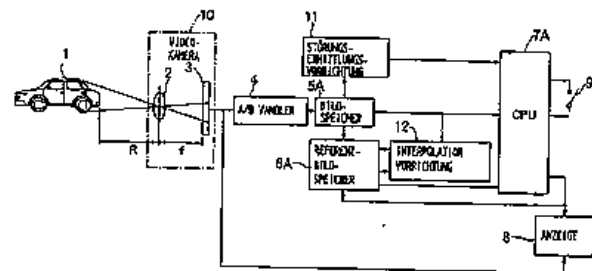 10
11
7A
1
VIDEO-
KAMERA
2
3
STÖRUNGS-
ERMITTELUNGS-
VORRICHTUNG
4
5A
A/D WANDLER
BILD-
SPEICHER
CPU
9
12
REFERENZ-
BILD-
SPEICHER
INTERPOLATION
VORRICHTUNG
6A
R
f
8
ANZEIGE